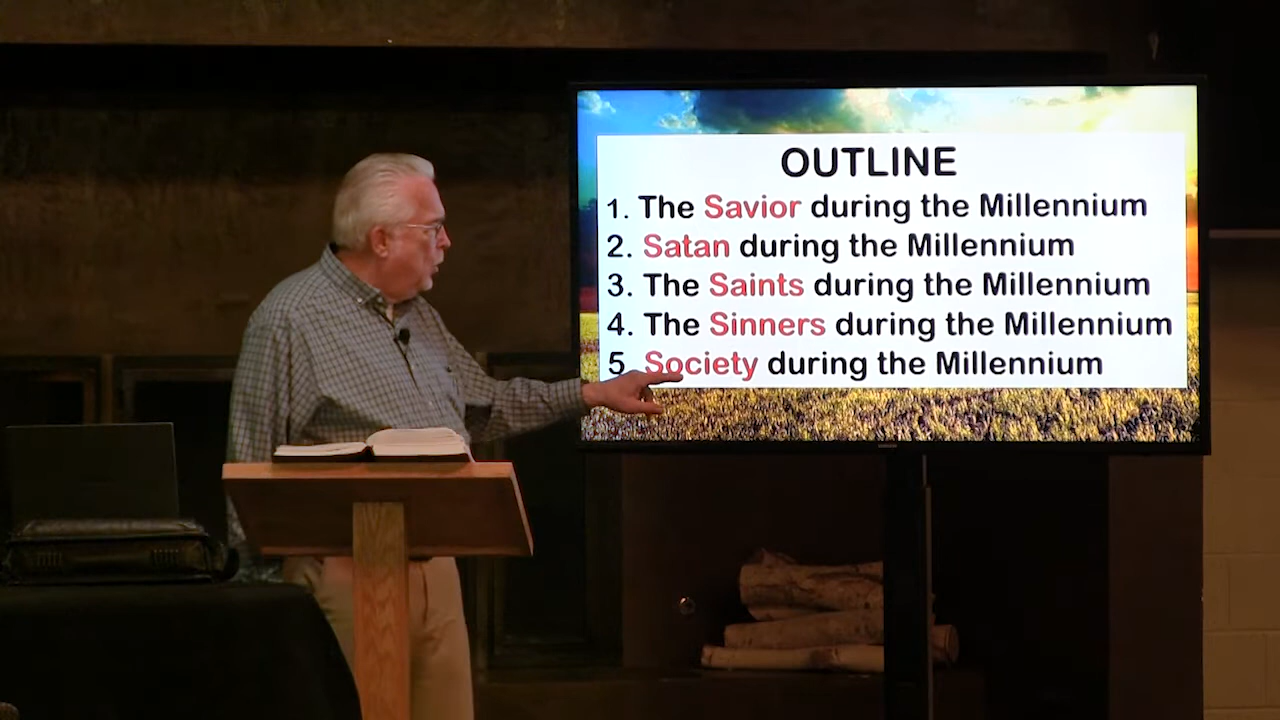 OUTLINE
1. The Savior during the Millennium
2. Satan during the Millennium
3. The Saints during the Millennium
4. The Sinners during the Millennium
5. Society during the Millennium